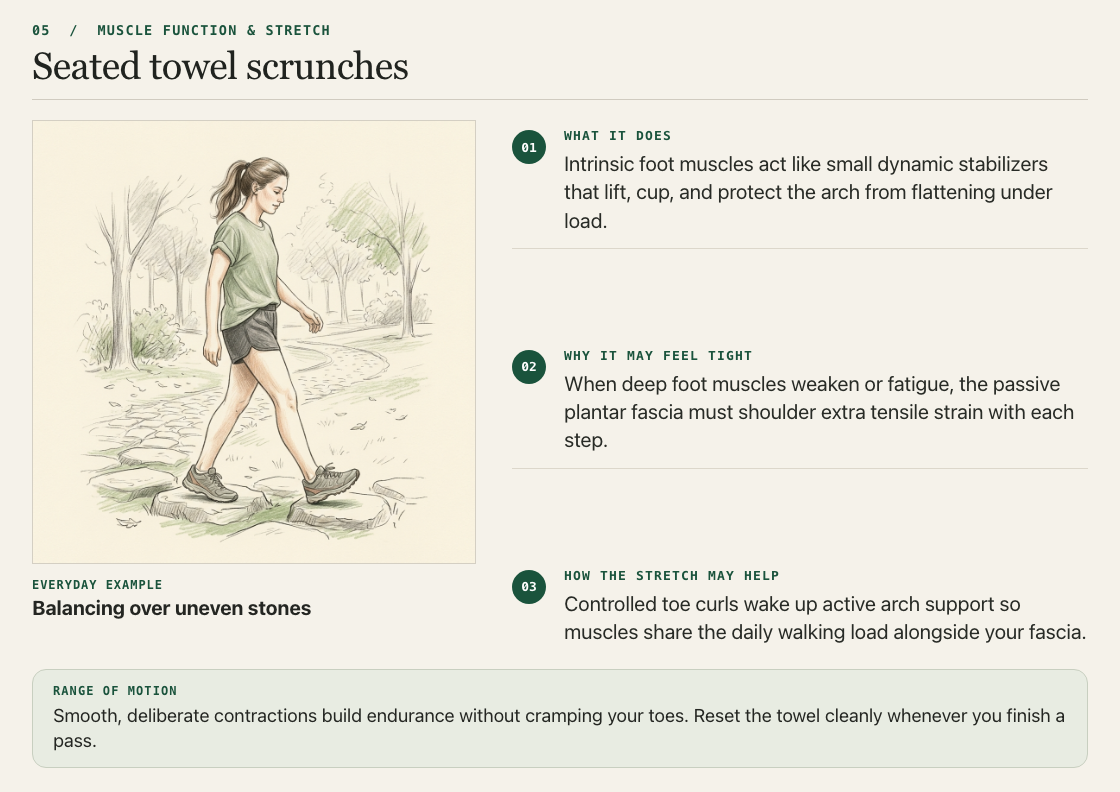 05 / MUSCLE FUNCTION & STRETCH
Seated towel scrunches
EVERYDAY EXAMPLE
Balancing over uneven stones
01
WHAT IT DOES
Intrinsic foot muscles act like small dynamic stabilizers
that lift, cup, and protect the arch from flattening under
load.
02
WHY IT MAY FEEL TIGHT
When deep foot muscles weaken or fatigue, the passive
plantar fascia must shoulder extra tensile strain with each
step.
03
HOW THE STRETCH MAY HELP
Controlled toe curls wake up active arch support so
muscles share the daily walking load alongside your fascia.
RANGE OF MOTION
Smooth, deliberate contractions build endurance without cramping your toes. Reset the towel cleanly whenever you finish a
pass.